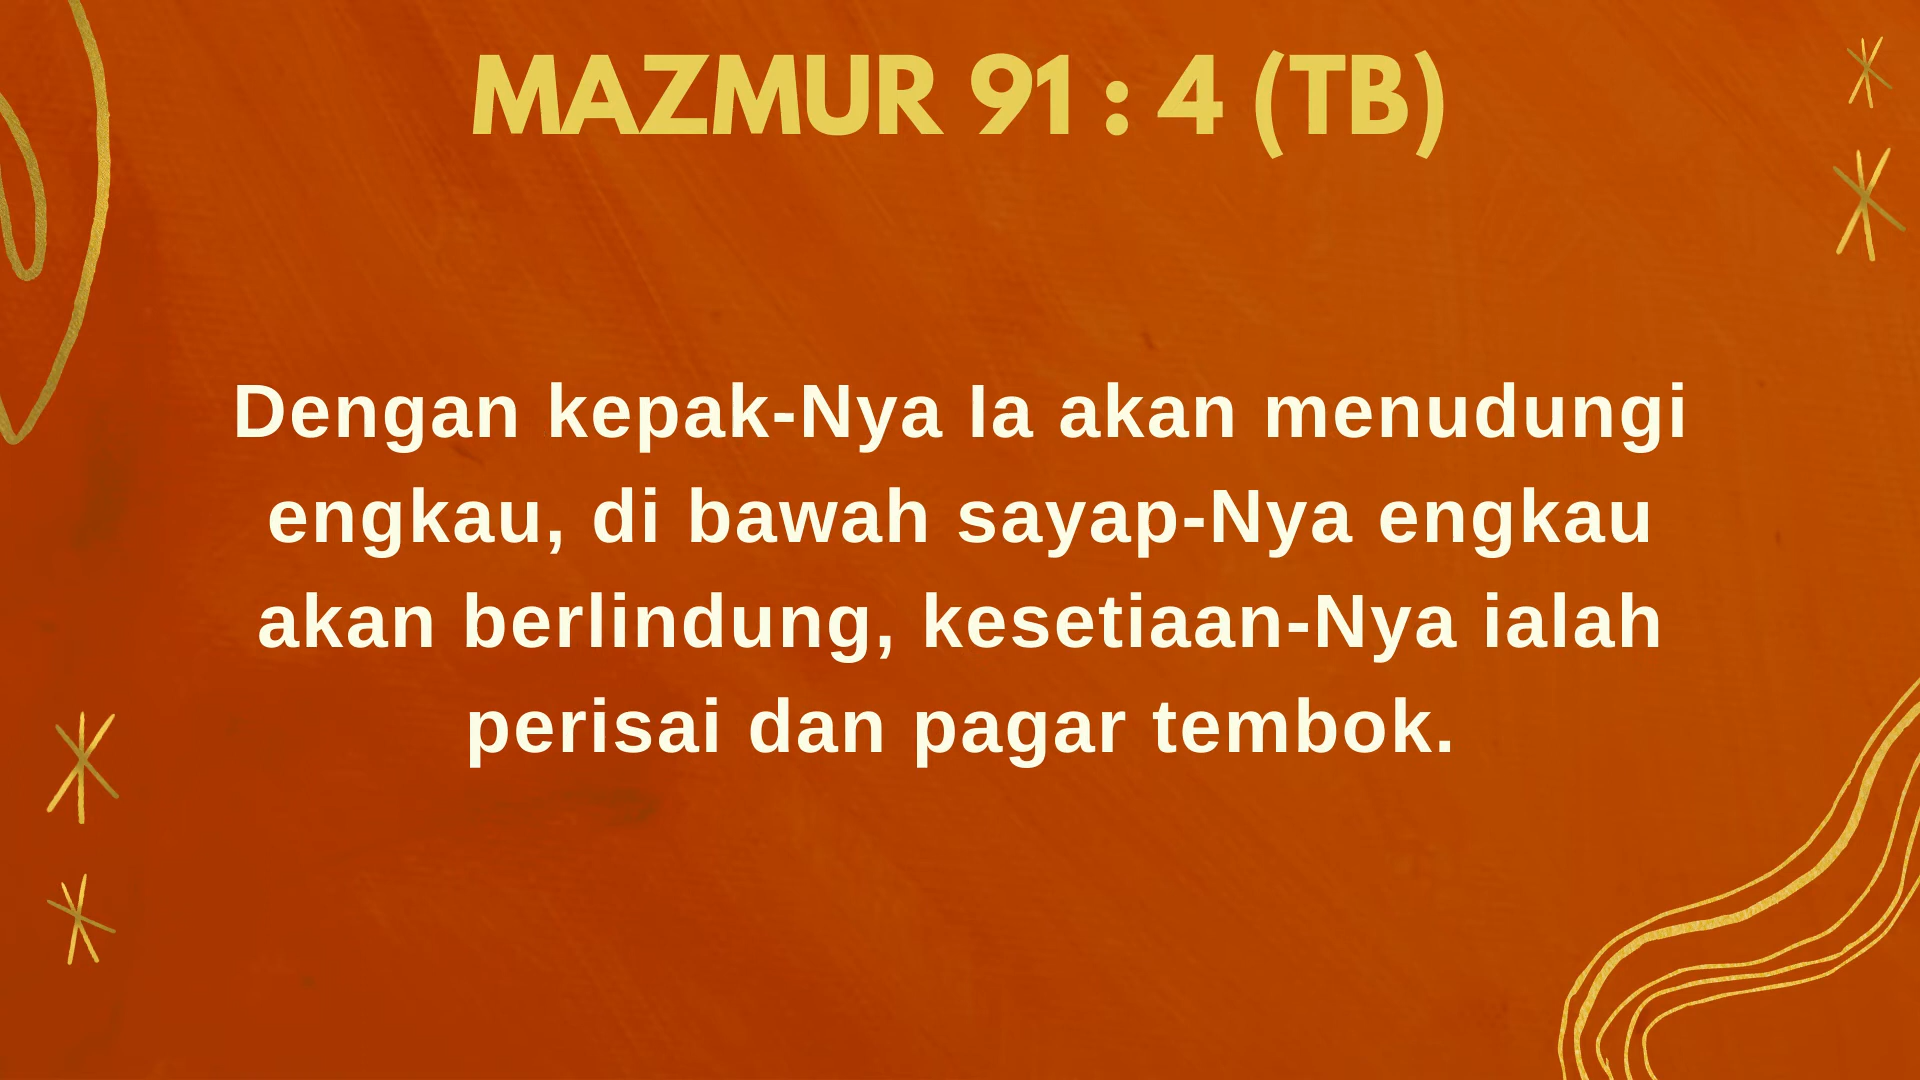 MAZMUR 91 : 4 (TB)
Dengan kepak-Nya Ia akan menudungi
engkau, di bawah sayap-Nya engkau
akan berlindung, kesetiaan-Nya ialah
perisai dan pagar tembok.